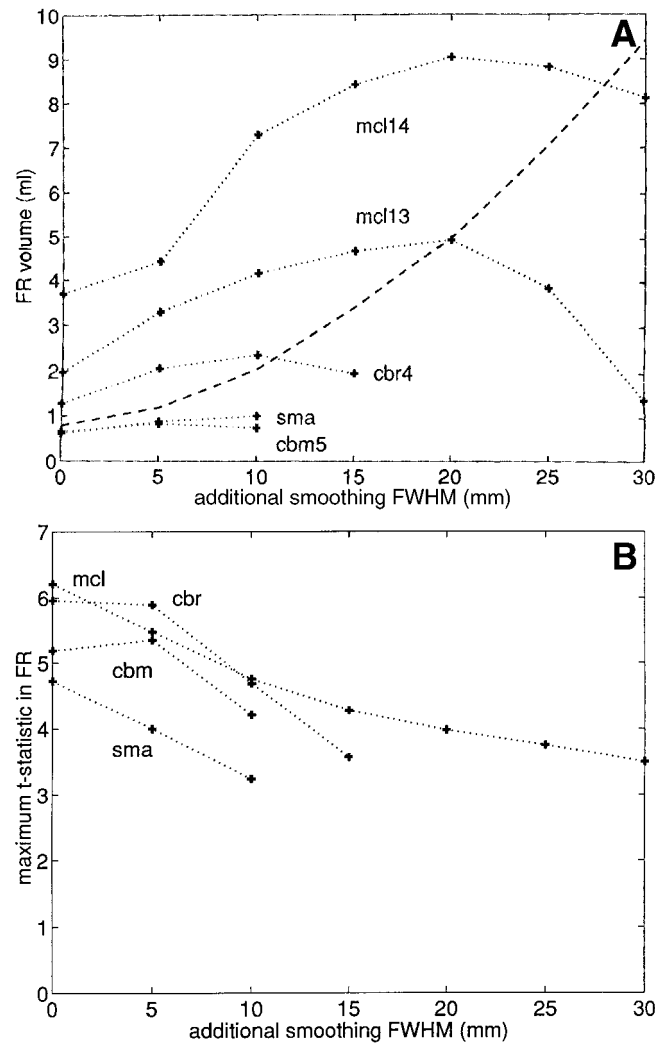 A
10
9
8
7
6
5
4
3
2
1
0
FR volume (ml)
mcl14
mcl13
cbr4
sma
cbm5
0 5 10 15 20 25 30
additional smoothing FWHM (mm)
B
7
6
5
4
3
2
1
0
maximum t-statistic in FR
mcl
cbr
cbm
sma
0 5 10 15 20 25 30
additional smoothing FWHM (mm)